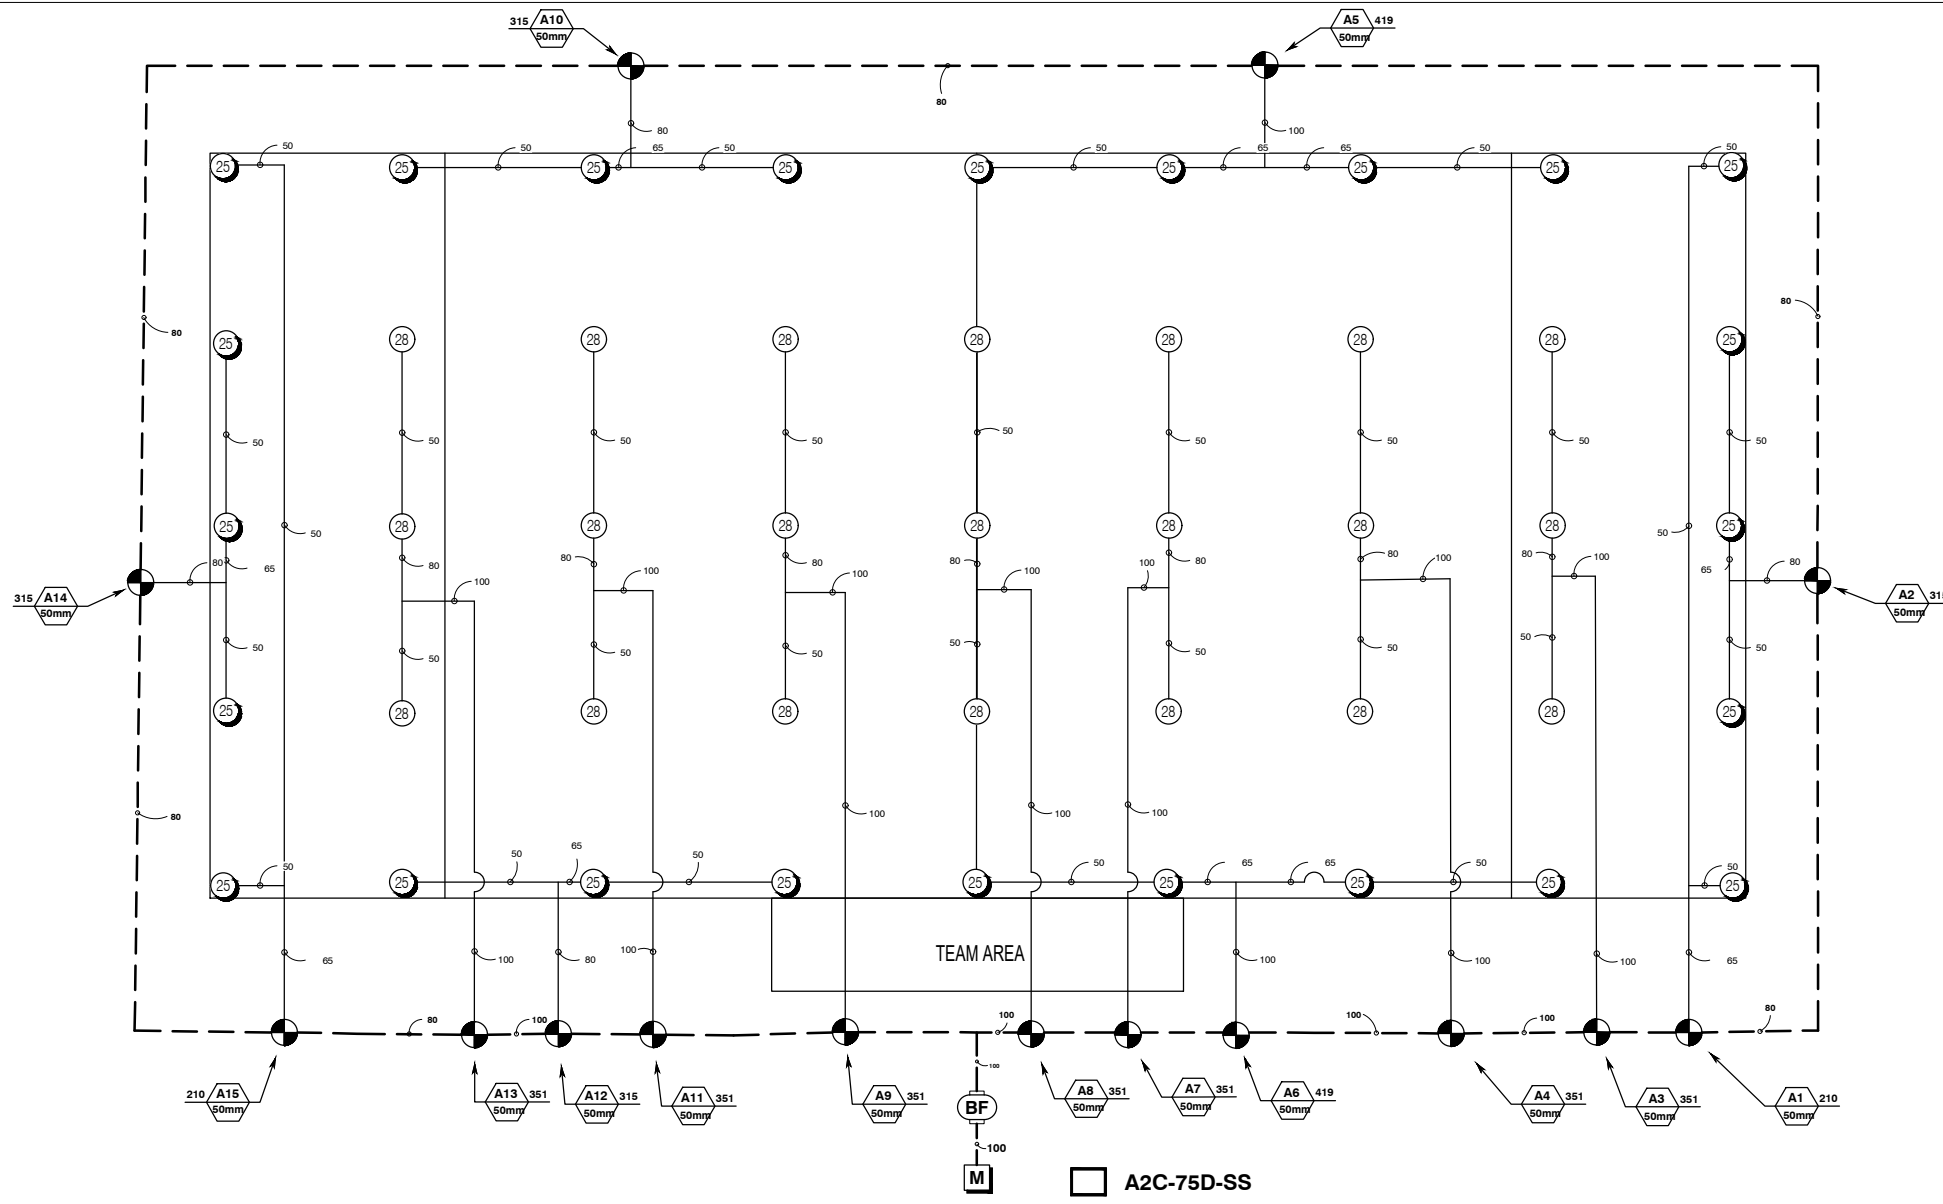 315 A10 50mm
A5 419 50mm
80
80 100
50 50 65 50 50 65 65 50 50
25 25 25 25 25 25 25 25 25
80 80
25 28 28 28 28 28 28 28 25
50 50 50 50 50 50 50 50 50
25 28 28 28 28 28 28 28 25
50 50
80 65 80 80 80 80 80 80 80 65 80
100 100 100 100 100 100 100
315 A14 50mm
A2 315 50mm
50 50 50 50 50 50 50 50 50
25 28 28 28 28 28 28 28 25
80 100 100 100
50 50 65 50 50 65 65 50 50
25 25 25 25 25 25 25 25 25
TEAM AREA
65 100 80 100 100 100 100 65
80 100 100 100 100 80
100
210 A15 50mm
A13 351 50mm
A12 315 50mm
A11 351 50mm
A9 351 50mm
BF
A8 351 50mm
A7 351 50mm
A6 419 50mm
A4 351 50mm
A3 351 50mm
A1 210 50mm
100
M
A2C-75D-SS